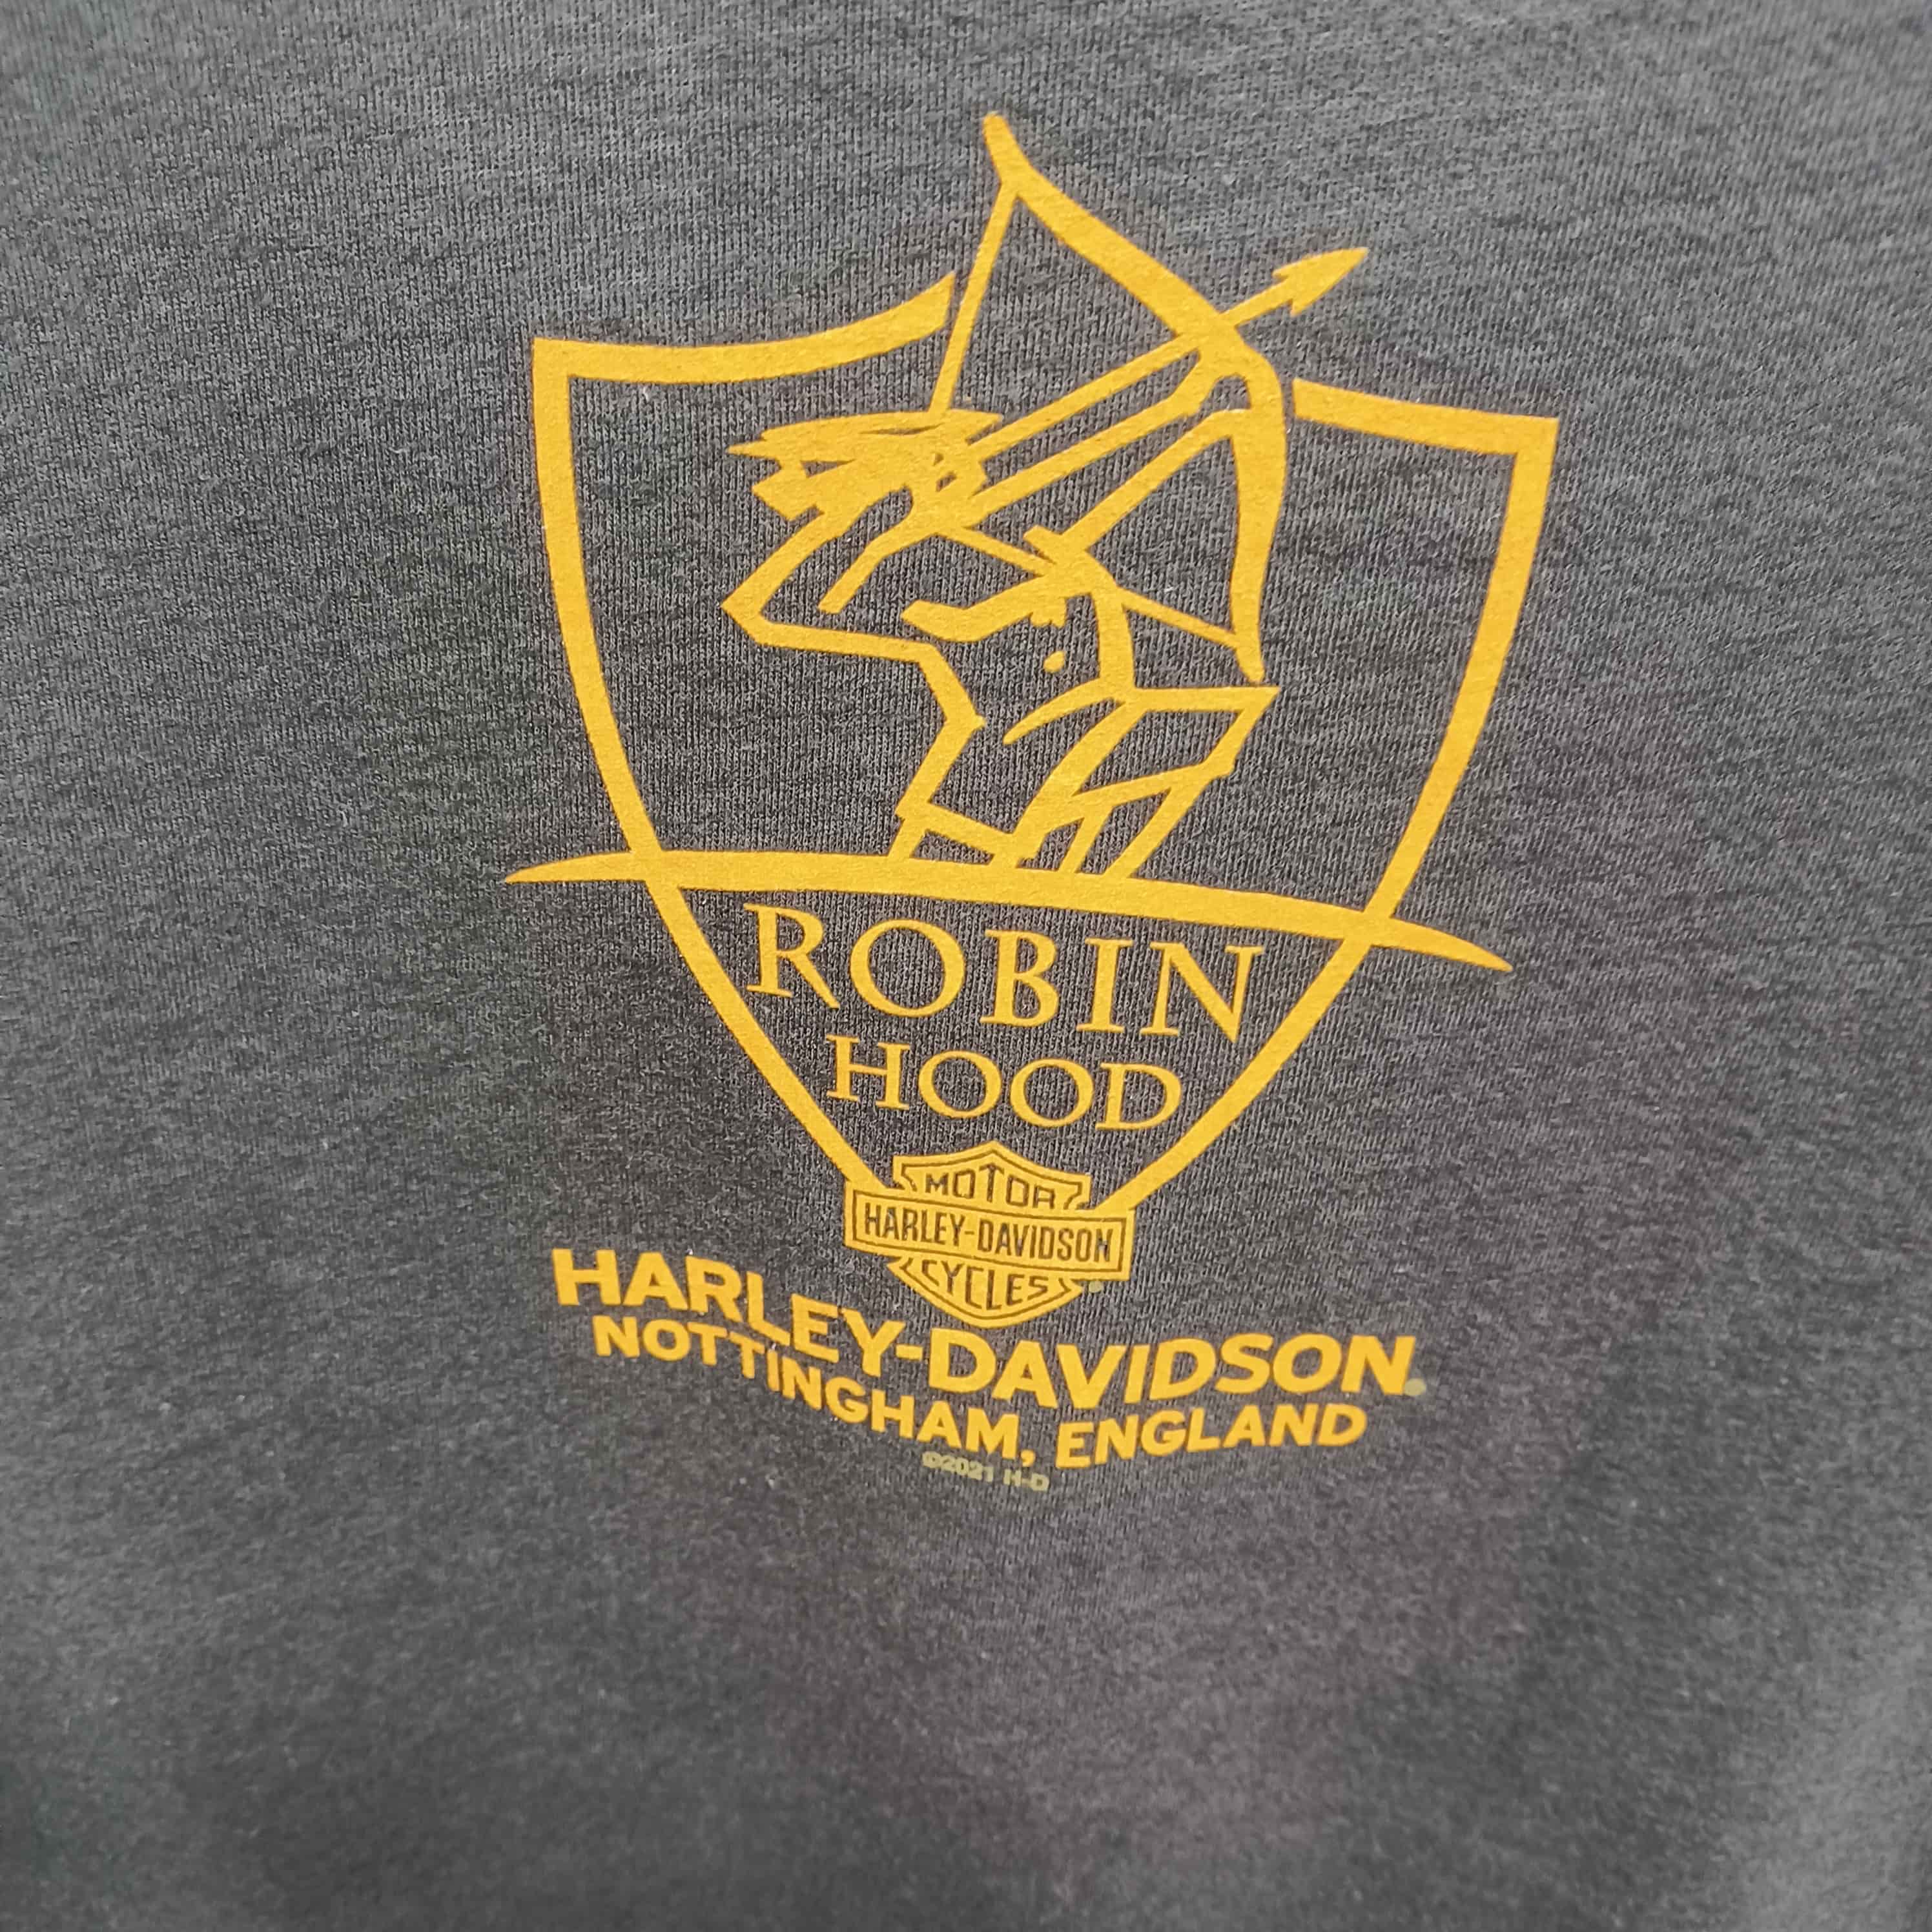 ROBIN
HOOD
MOTOR
HARLEY-DAVIDSON
CYCLES
HARLEY-DAVIDSON
NOTTINGHAM, ENGLAND
©2021 H-D